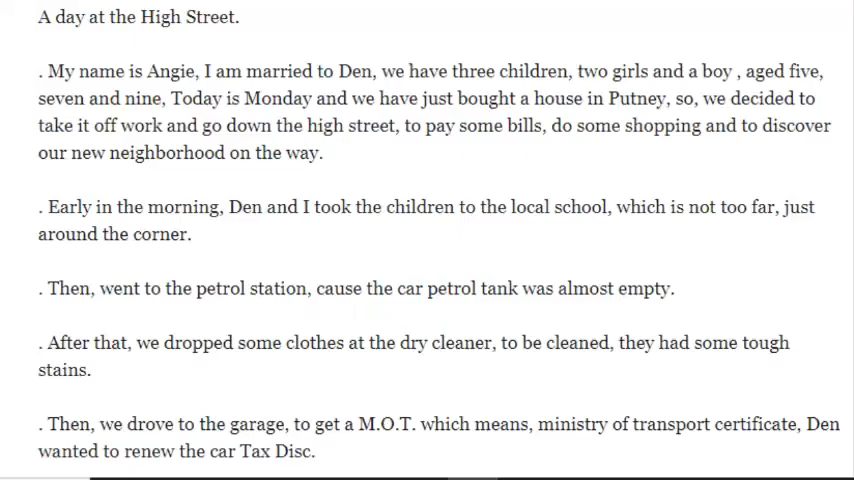 A day at the High Street.
. My name is Angie, I am married to Den, we have three children, two girls and a boy , aged five,
seven and nine, Today is Monday and we have just bought a house in Putney, so, we decided to
take it off work and go down the high street, to pay some bills, do some shopping and to discover
our new neighborhood on the way.
. Early in the morning, Den and I took the children to the local school, which is not too far, just
around the corner.
. Then, went to the petrol station, cause the car petrol tank was almost empty.
. After that, we dropped some clothes at the dry cleaner, to be cleaned, they had some tough
stains.
. Then, we drove to the garage, to get a M.O.T. which means, ministry of transport certificate, Den
wanted to renew the car Tax Disc.